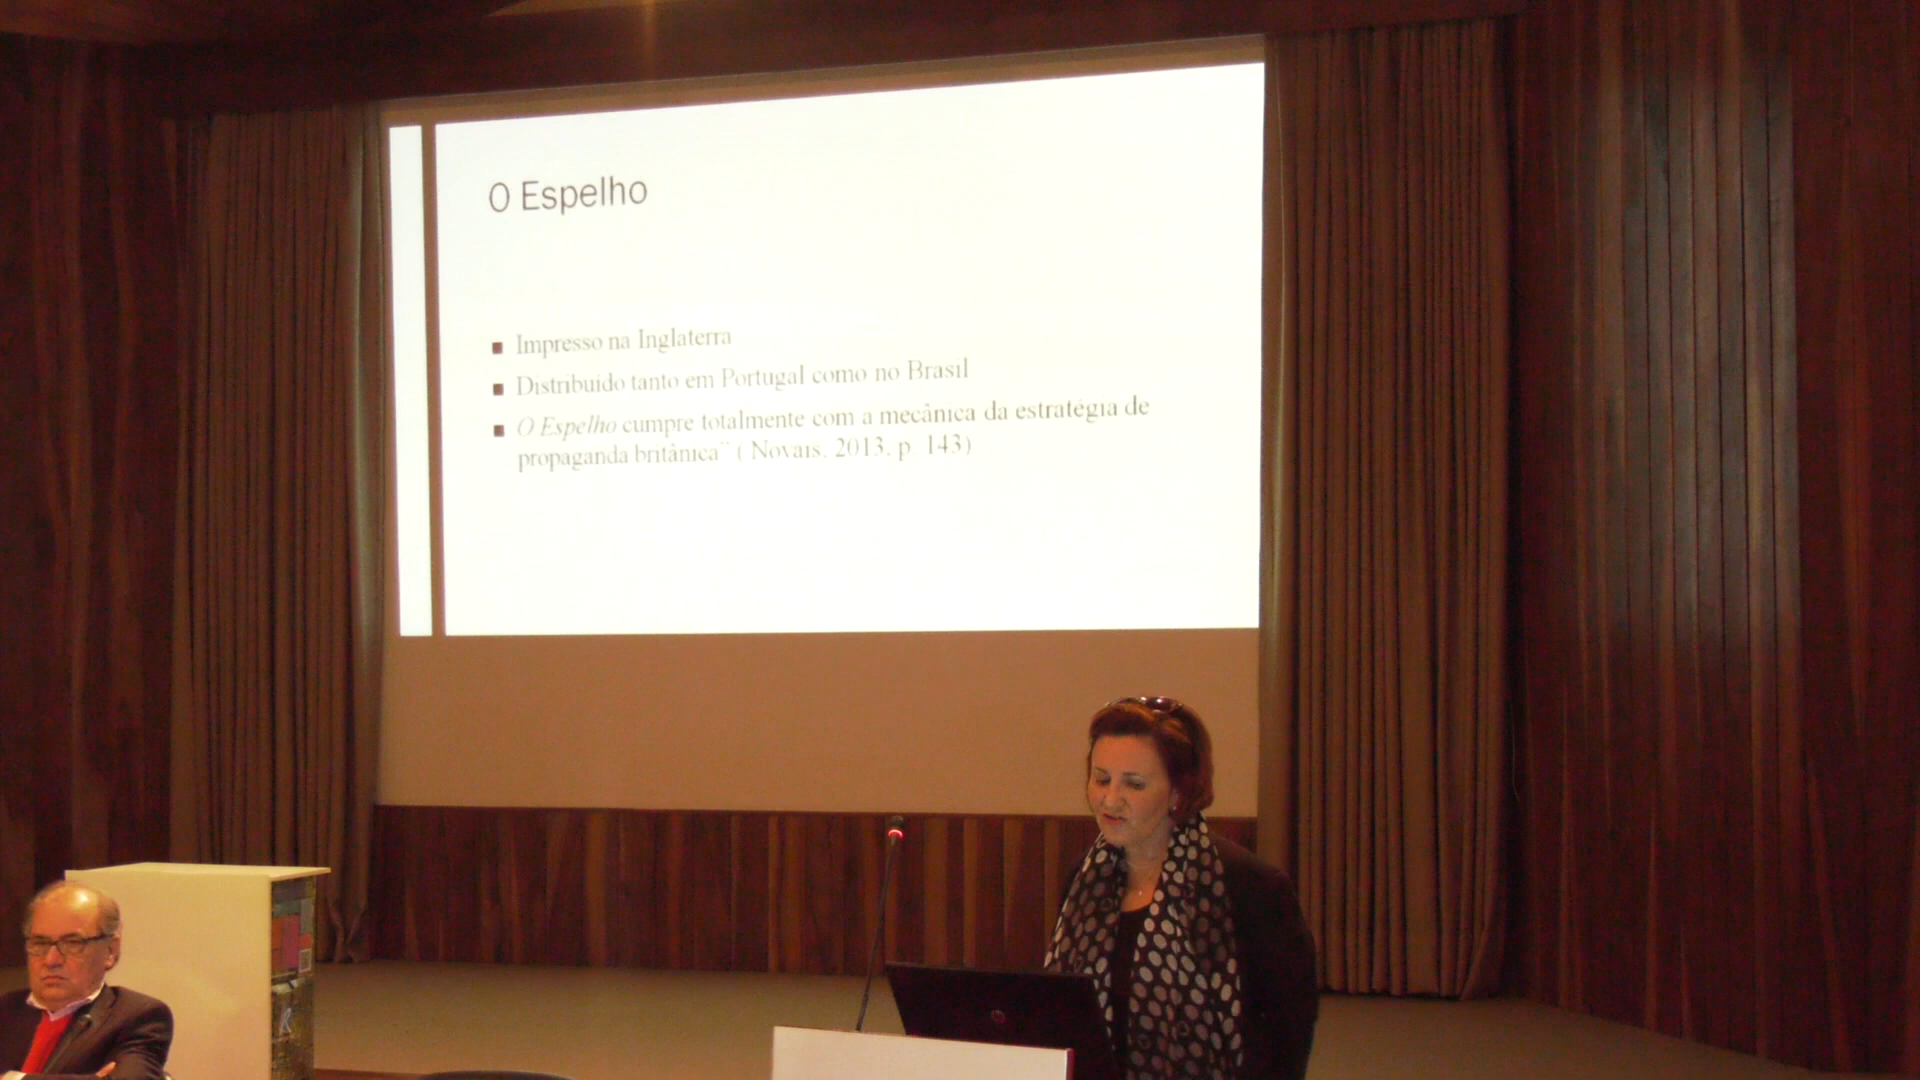 O Espelho
Impresso na Inglaterra
Distribuído tanto em Portugal como no Brasil
O Espelho cumpre totalmente com a mecânica da estratégia de
propaganda britânica" ( Novais, 2013, p. 143)